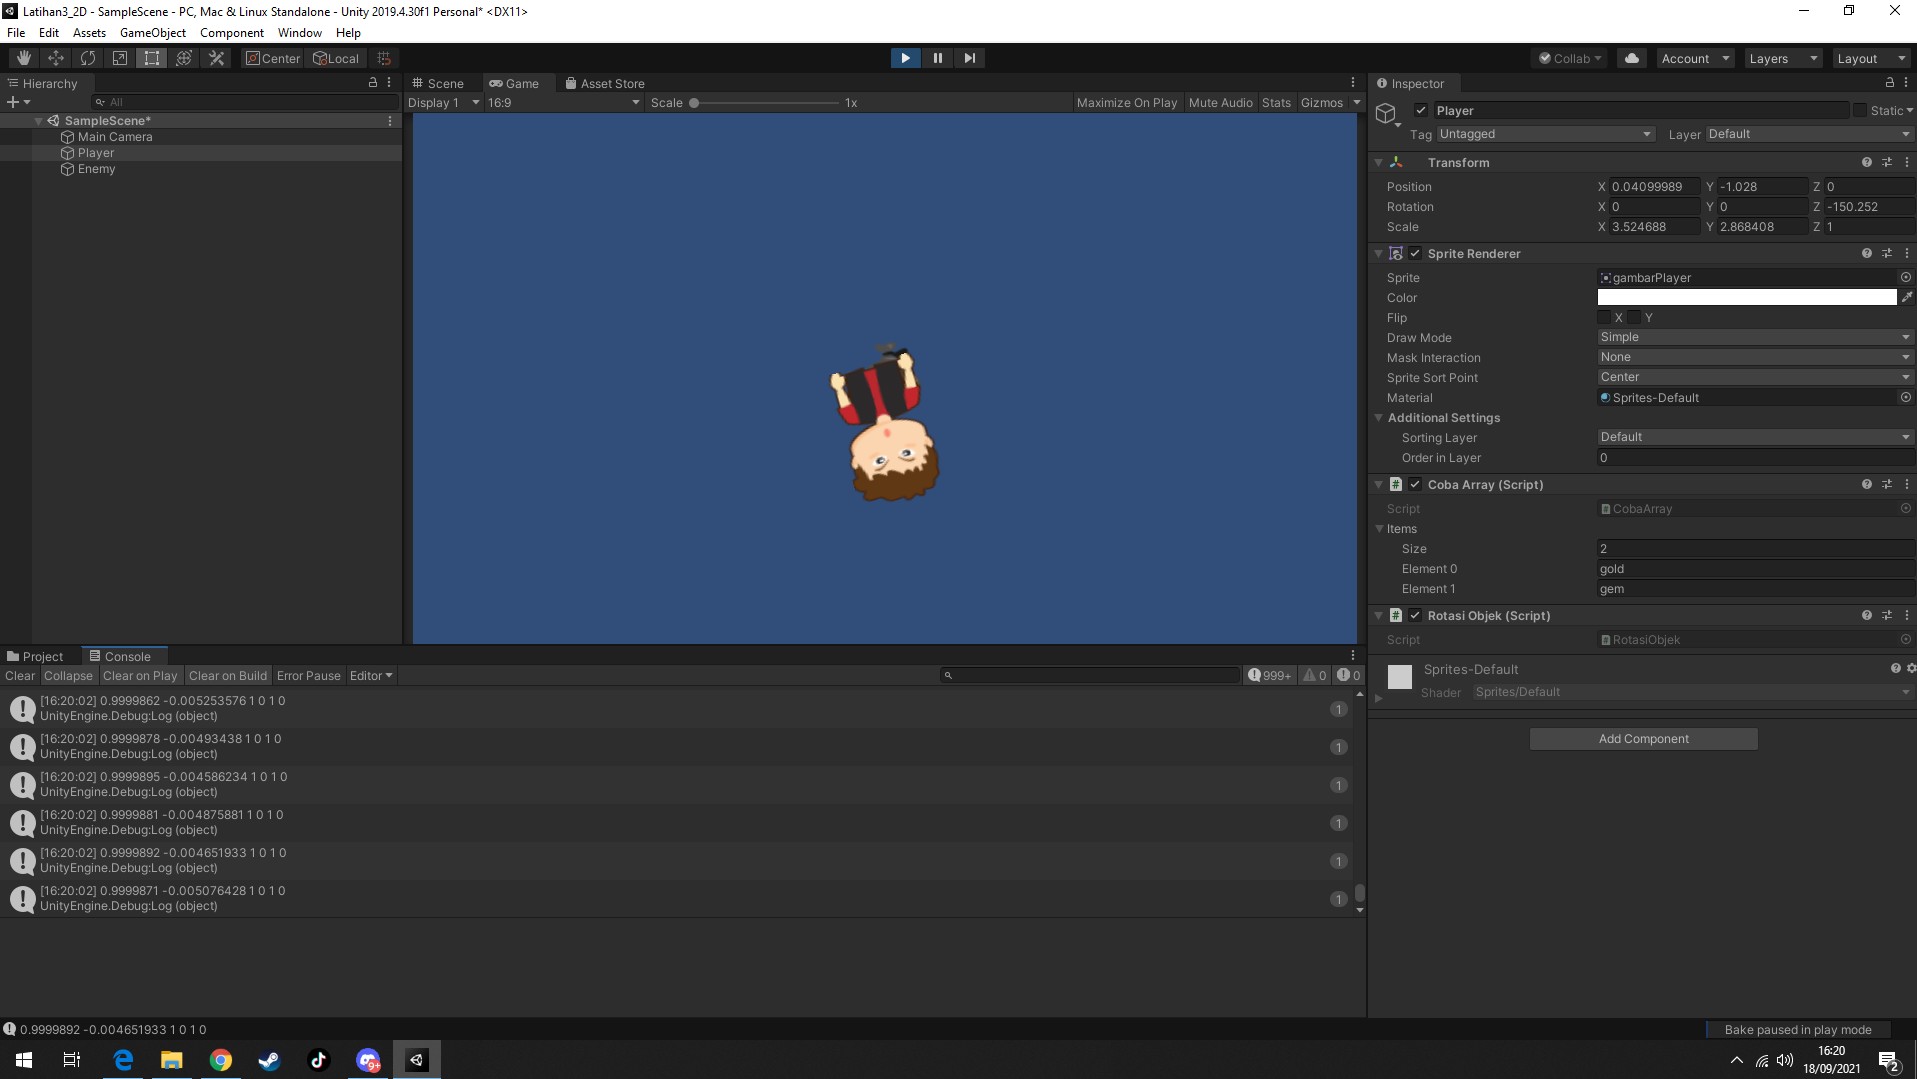 Latihan3_2D - SampleScene - PC, Mac & Linux Standalone - Unity 2019.4.30f1 Personal* <DX11>
File Edit Assets GameObject Component Window Help
Center Local Collab Account Layers Layout
Hierarchy
All
SampleScene*
Main Camera
Player
Enemy
Scene Game Asset Store
Display 1 16:9 Scale 1x Maximize On Play Mute Audio Stats Gizmos
Inspector
Player Static
Tag Untagged Layer Default
Transform
Position X 0.04099989 Y -1.028 Z 0
Rotation X 0 Y 0 Z -150.252
Scale X 3.524688 Y 2.868408 Z 1
Sprite Renderer
Sprite gambarPlayer
Color
Flip X Y
Draw Mode Simple
Mask Interaction None
Sprite Sort Point Center
Material Sprites-Default
Additional Settings
Sorting Layer Default
Order in Layer 0
Coba Array (Script)
Script CobaArray
Items
Size 2
Element 0 gold
Element 1 gem
Rotasi Objek (Script)
Script RotasiObjek
Sprites-Default
Shader Sprites/Default
Add Component
Project Console
Clear Collapse Clear on Play Clear on Build Error Pause Editor 999+ 0 0
[16:20:02] 0.9999862 -0.005253576 1 0 1 0
UnityEngine.Debug:Log (object) 1
[16:20:02] 0.9999878 -0.00493438 1 0 1 0
UnityEngine.Debug:Log (object) 1
[16:20:02] 0.9999895 -0.004586234 1 0 1 0
UnityEngine.Debug:Log (object) 1
[16:20:02] 0.9999881 -0.004875881 1 0 1 0
UnityEngine.Debug:Log (object) 1
[16:20:02] 0.9999892 -0.004651933 1 0 1 0
UnityEngine.Debug:Log (object) 1
[16:20:02] 0.9999871 -0.005076428 1 0 1 0
UnityEngine.Debug:Log (object) 1
0.9999892 -0.004651933 1 0 1 0
Bake paused in play mode
9+
16:20
18/09/2021
2